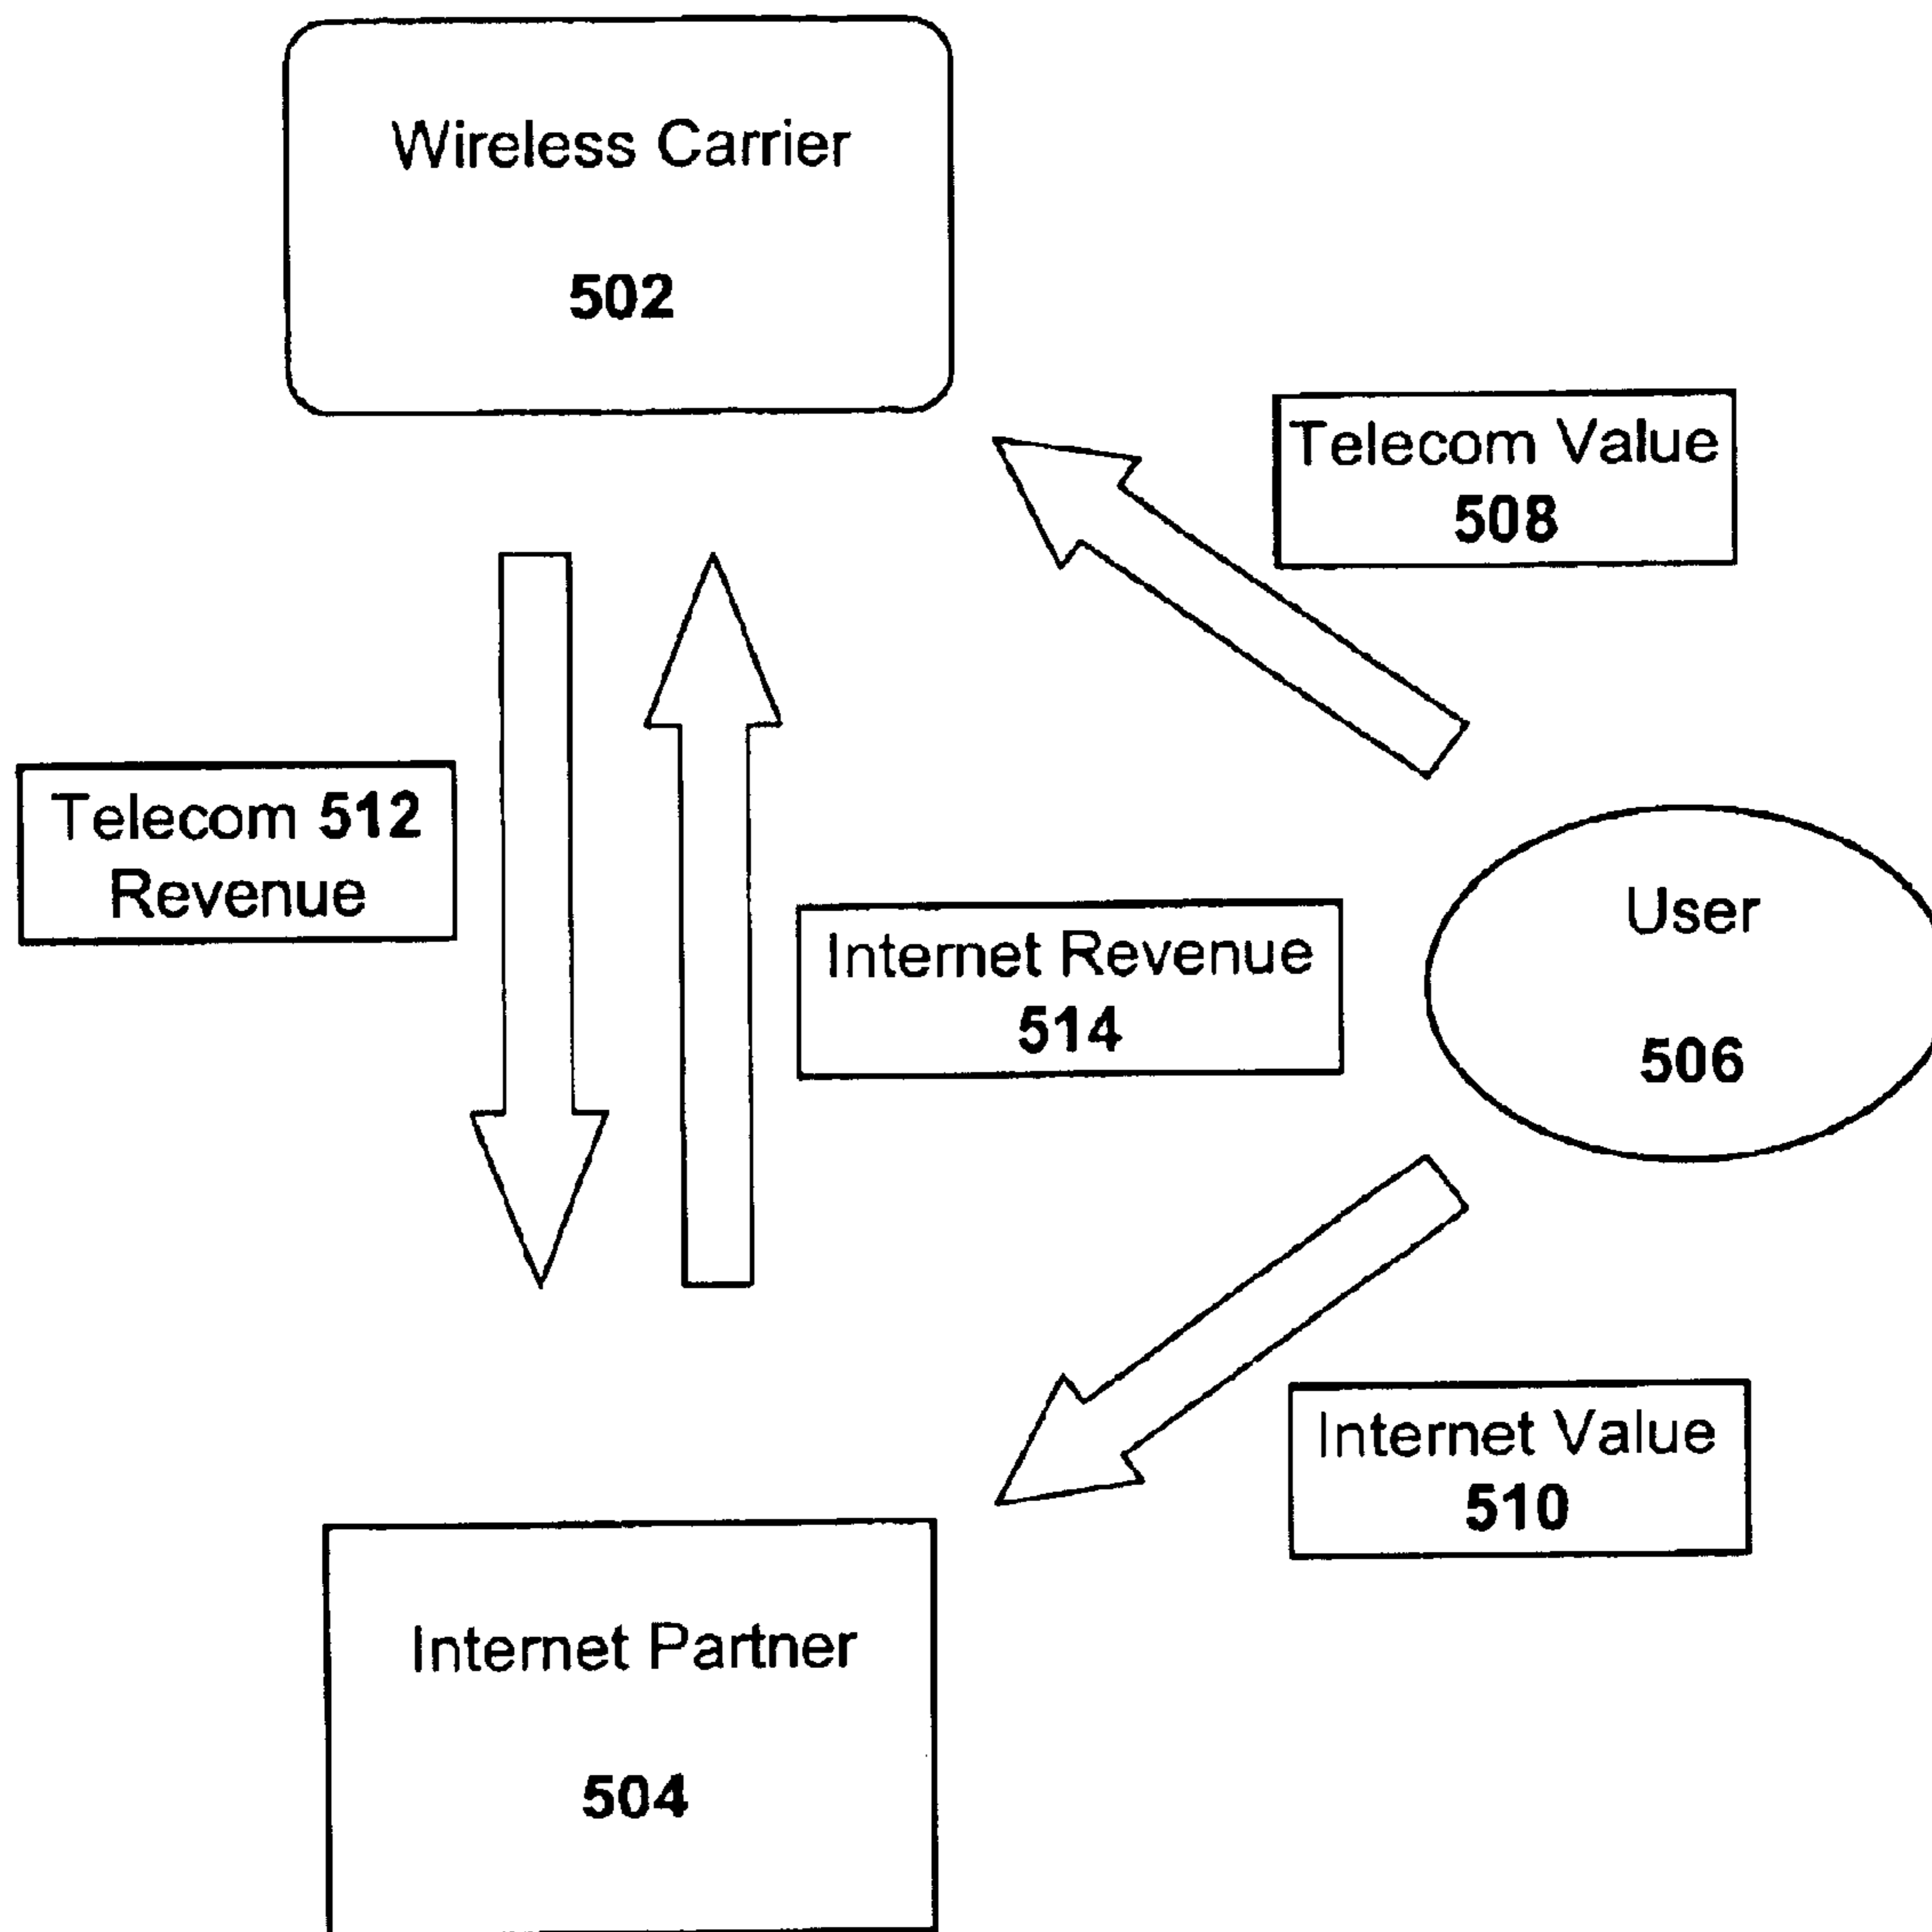 Wireless Carrier
502
Telecom Value
508
Telecom 512
Revenue
Internet Revenue
514
User
506
Internet Value
510
Internet Partner
504